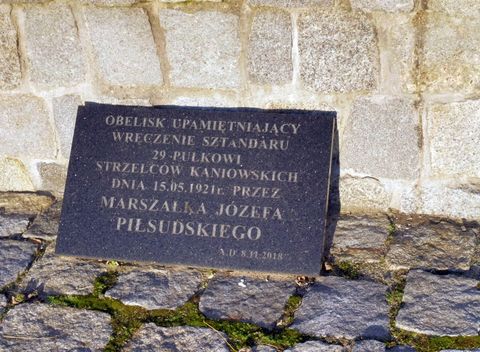 OBELISK UPAMIĘTNIAJĄCY
WRĘCZENIE SZTANDARU
29 PUŁKOWI
STRZELCÓW KANIOWSKICH
DNIA 15.05.1921r. PRZEZ
MARSZAŁKA JÓZEFA
PIŁSUDSKIEGO
A.D. 8.11.2018